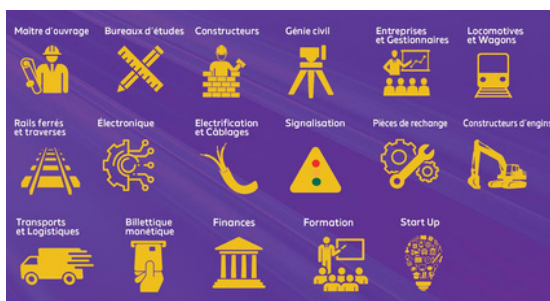 Maître d'ouvrage
Bureaux d'études
Constructeurs
Génie civil
Entreprises
et Gestionnaires
Locomotives
et Wagons
Rails ferrés
et traverses
Électronique
Electrification
et Câblages
Signalisation
Pièces de rechange
Constructeurs d'engins
Transports
et Logistiques
Billettique
monétique
Finances
Formation
Start Up